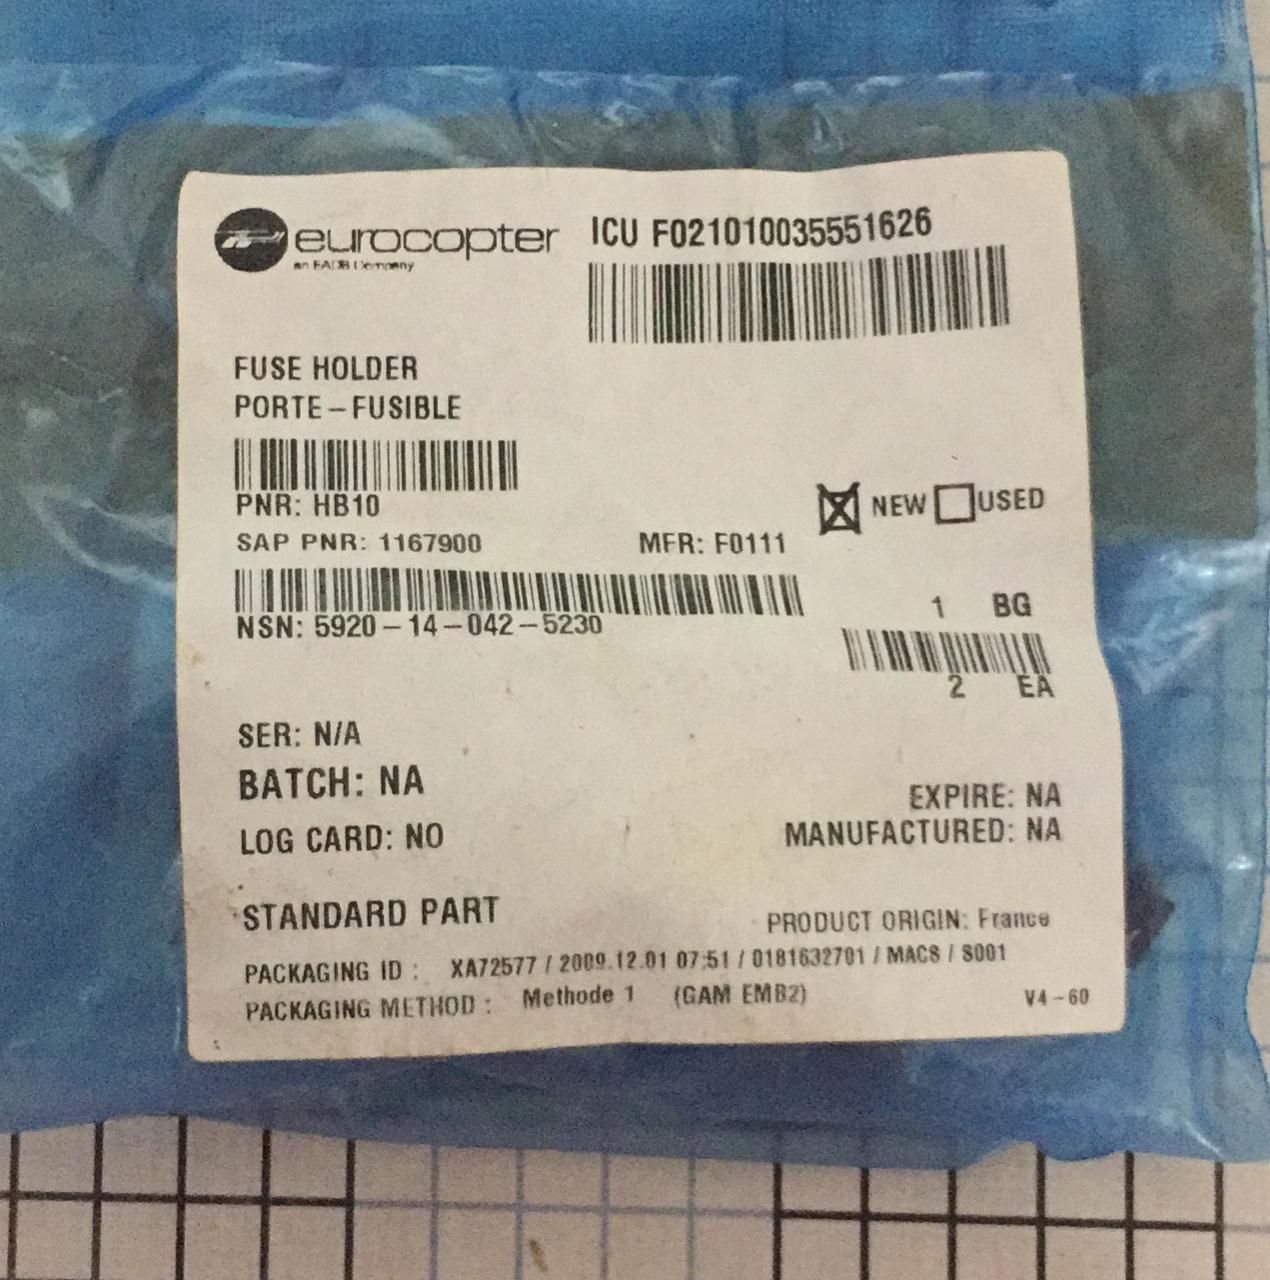 eurocopter
an EADS Company
ICU F021010035551626
FUSE HOLDER
PORTE-FUSIBLE
PNR: HB10
NEW USED
SAP PNR: 1167900 MFR: F0111
1 BG
NSN: 5920-14-042-5230
2 EA
SER: N/A
BATCH: NA
EXPIRE: NA
LOG CARD: NO
MANUFACTURED: NA
STANDARD PART
PRODUCT ORIGIN: France
PACKAGING ID : XA72577 / 2009.12.01 07:51 / 0181632701 / MACS / S001
PACKAGING METHOD : Methode 1 (GAM EMB2)
V4-60